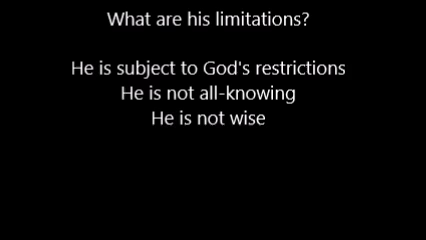 What are his limitations?
He is subject to God's restrictions
He is not all-knowing
He is not wise